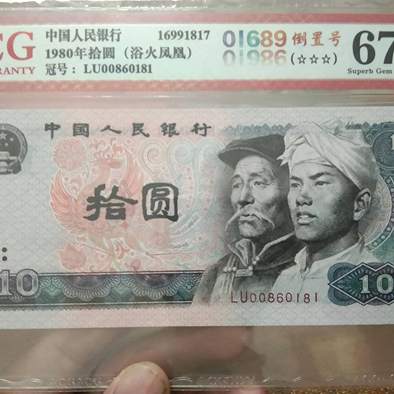 CG
WARRANTY
中国人民银行 16991817
1980年拾圆（浴火凤凰）
冠号：LU00860181
01689 倒置号
01986 (☆☆☆)
67
Superb Gem
中国人民银行
拾圆
10
LU00860181
10